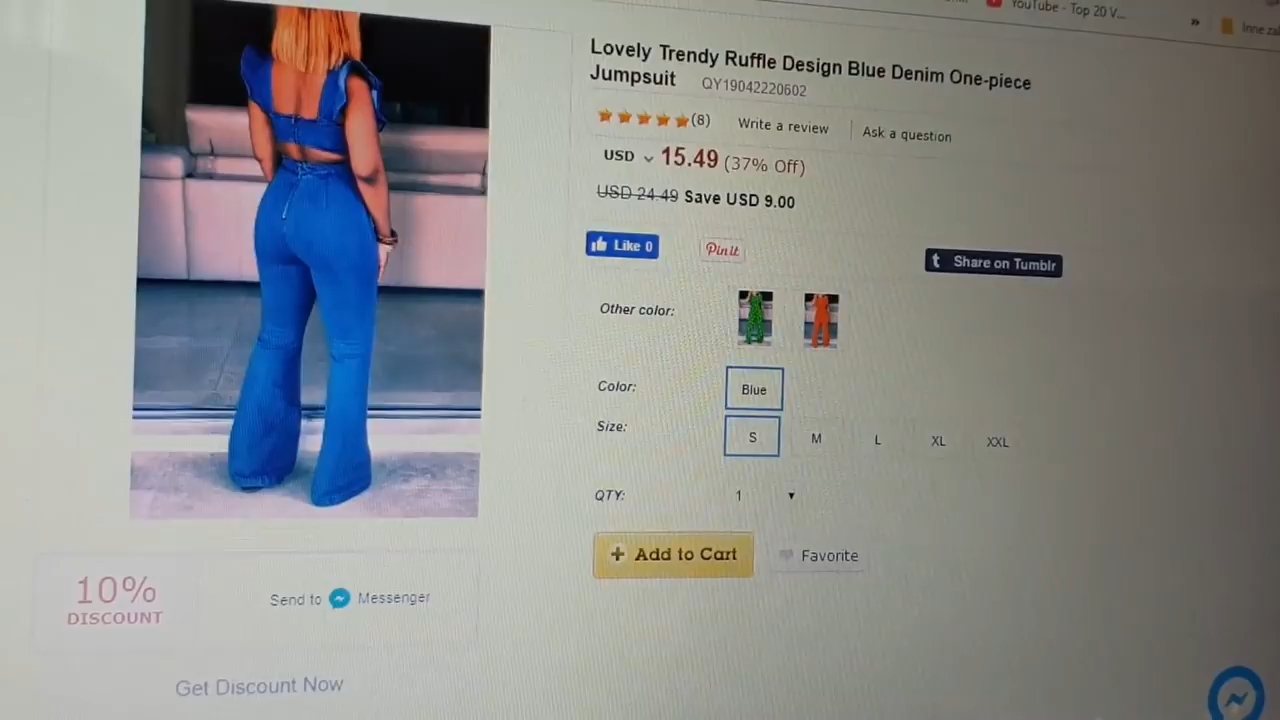 YouTube - Top 20 V...
»
Lovely Trendy Ruffle Design Blue Denim One-piece
Jumpsuit QY19042220602
(8) Write a review Ask a question
USD 15.49 (37% Off)
USD 24.49 Save USD 9.00
Like 0 Pin it t Share on Tumblr
Other color:
Color: Blue
Size: S M L XL XXL
QTY: 1
+ Add to Cart Favorite
10%
DISCOUNT
Send to Messenger
Get Discount Now